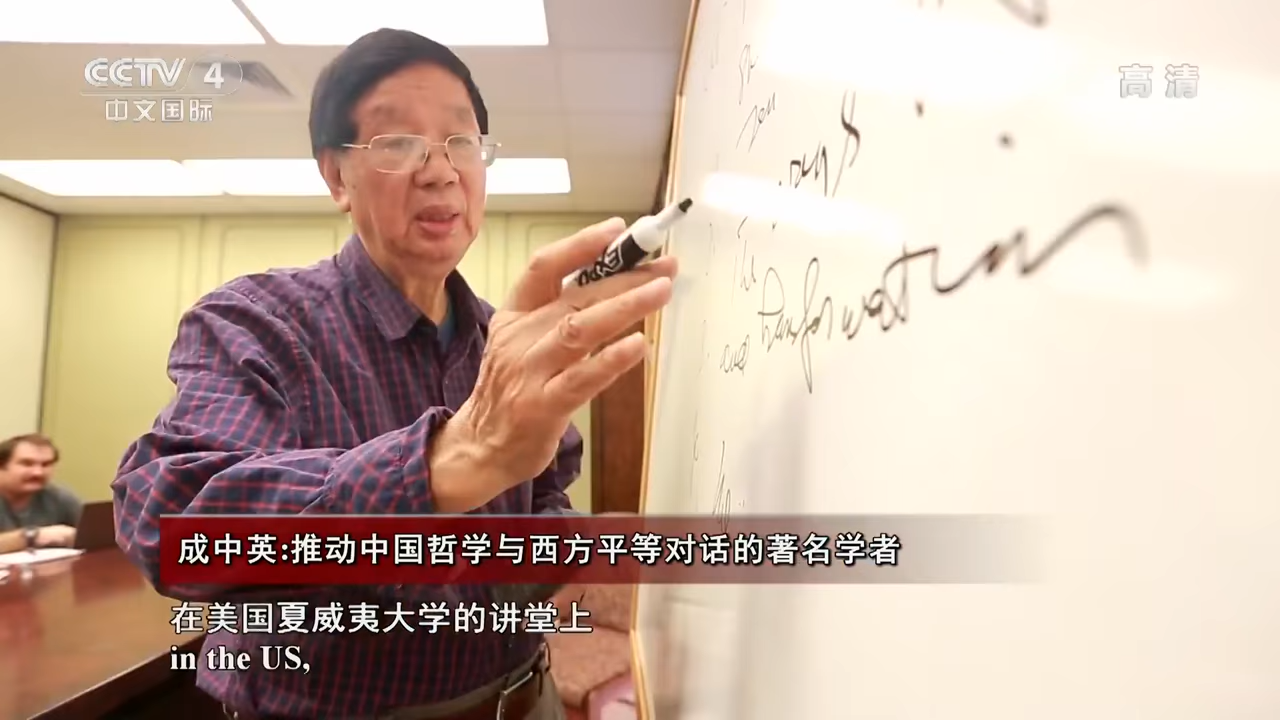 CCTV 4
中文国际
高清
transformation
成中英:推动中国哲学与西方平等对话的著名学者
在美国夏威夷大学的讲堂上
in the US,